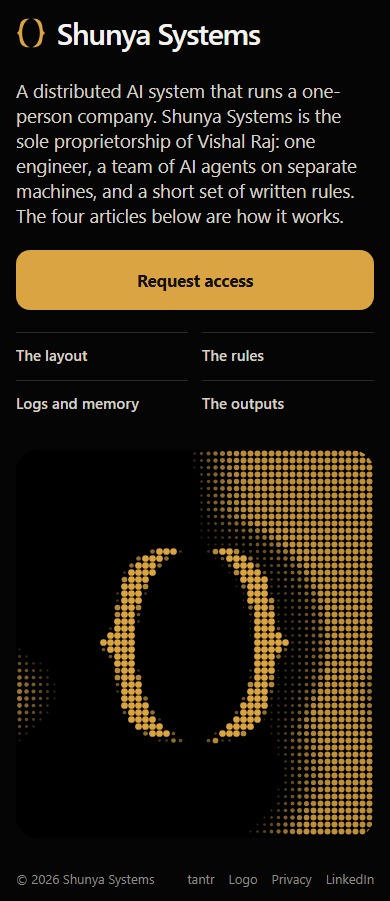 Shunya Systems
A distributed AI system that runs a one-
person company. Shunya Systems is the
sole proprietorship of Vishal Raj: one
engineer, a team of AI agents on separate
machines, and a short set of written rules.
The four articles below are how it works.
Request access
The layout
The rules
Logs and memory
The outputs
© 2026 Shunya Systems
tantr
Logo
Privacy
LinkedIn